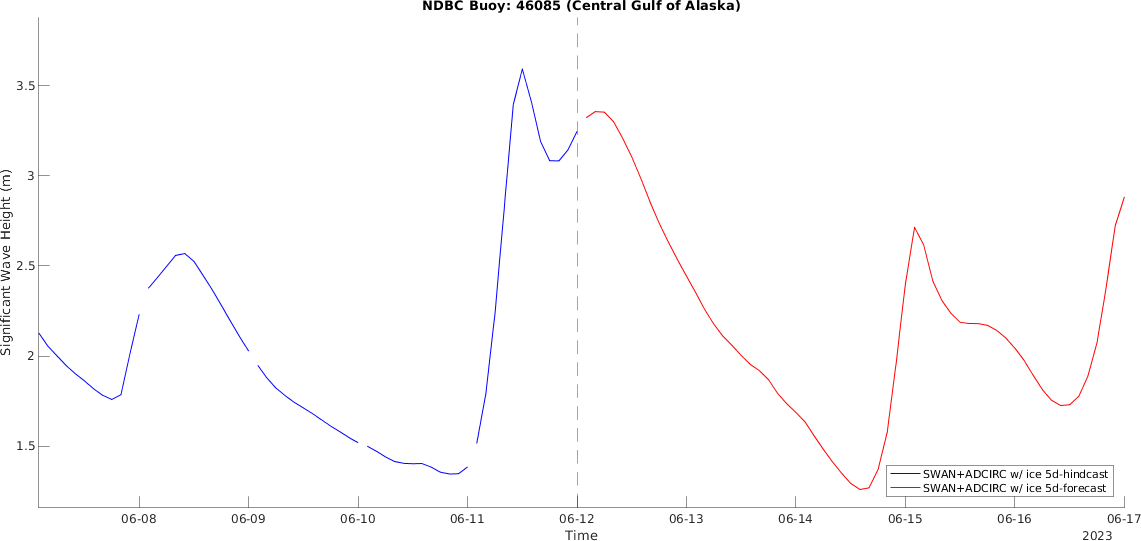 NDBC Buoy: 46085 (Central Gulf of Alaska)
Significant Wave Height (m)
3.5
3
2.5
2
1.5
SWAN+ADCIRC w/ ice 5d-hindcast
SWAN+ADCIRC w/ ice 5d-forecast
06-08 06-09 06-10 06-11 06-12 06-13 06-14 06-15 06-16 06-17
Time
2023